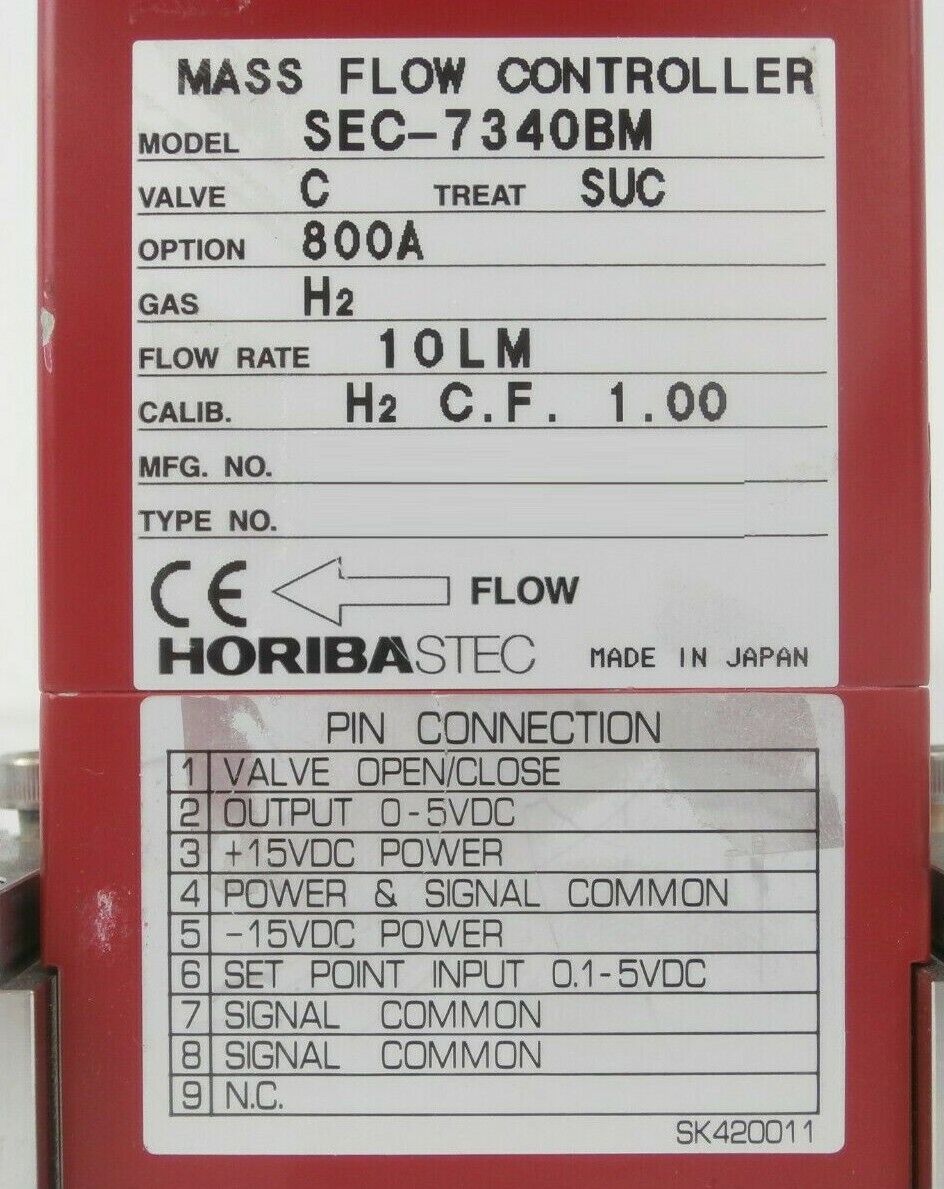 MASS FLOW CONTROLLER
MODEL SEC-7340BM
VALVE C TREAT SUC
OPTION 800A
GAS H2
FLOW RATE 10LM
CALIB. H2 C.F. 1.00
MFG. NO.
TYPE NO.
CE FLOW
HORIBASTEC MADE IN JAPAN
PIN CONNECTION
1 VALVE OPEN/CLOSE
2 OUTPUT 0-5VDC
3 +15VDC POWER
4 POWER & SIGNAL COMMON
5 -15VDC POWER
6 SET POINT INPUT 0.1-5VDC
7 SIGNAL COMMON
8 SIGNAL COMMON
9 N.C.
SK420011